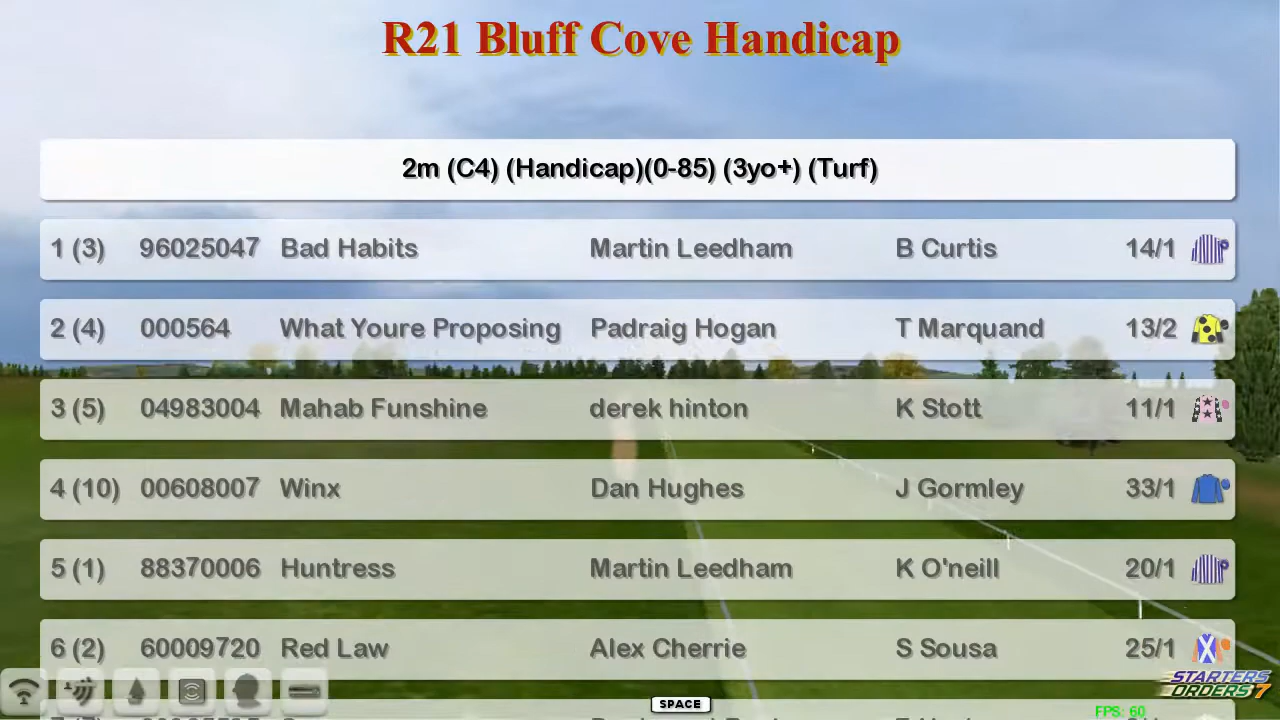 R21 Bluff Cove Handicap
2m (C4) (Handicap)(0-85) (3yo+) (Turf)
1 (3) 96025047 Bad Habits Martin Leedham B Curtis 14/1
2 (4) 000564 What Youre Proposing Padraig Hogan T Marquand 13/2
3 (5) 04983004 Mahab Funshine derek hinton K Stott 11/1
4 (10) 00608007 Winx Dan Hughes J Gormley 33/1
5 (1) 88370006 Huntress Martin Leedham K O'neill 20/1
6 (2) 60009720 Red Law Alex Cherrie S Sousa 25/1
STARTERS
ORDERS 7
SPACE
FPS: 60